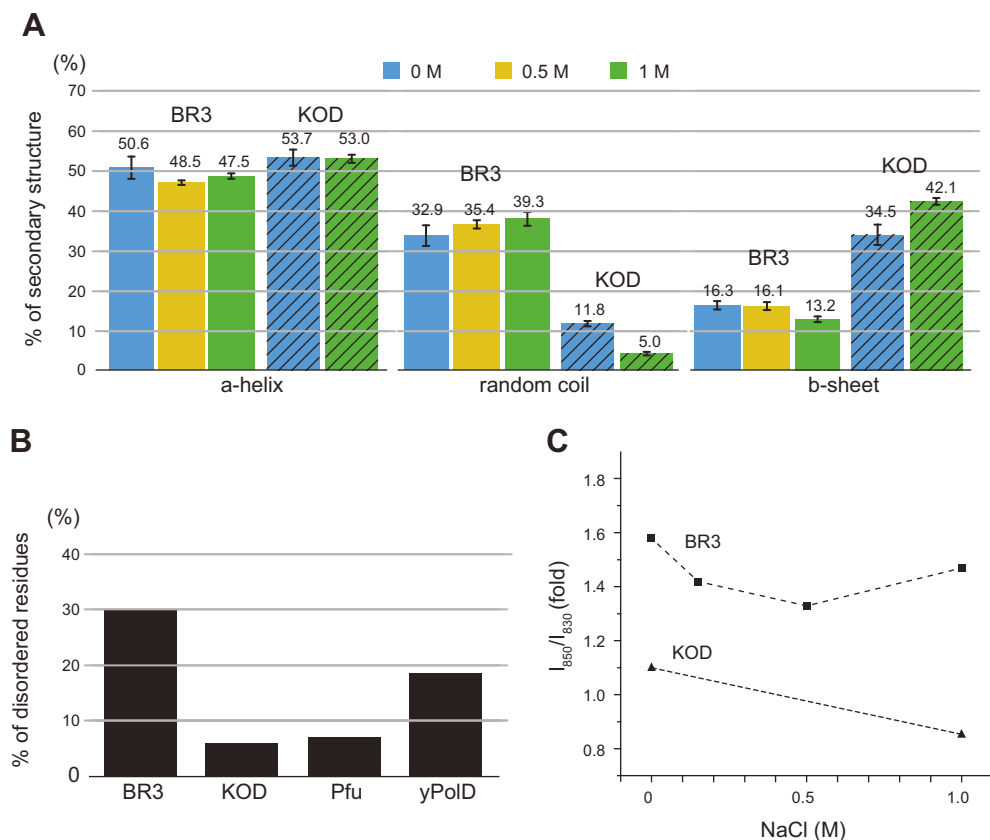 A
(%)
0 M 0.5 M 1 M
% of secondary structure
70
60
50
40
30
20
10
0
BR3 KOD
50.6 48.5 47.5 53.7 53.0
BR3
32.9 35.4 39.3
KOD
11.8 5.0
BR3
16.3 16.1 13.2
KOD
34.5 42.1
a-helix random coil b-sheet
B
(%)
% of disordered residues
40
30
20
10
0
BR3 KOD Pfu yPolD
C
I850/I830 (fold)
1.8
1.6
1.4
1.2
1.0
0.8
BR3
KOD
0 0.5 1.0
NaCl (M)